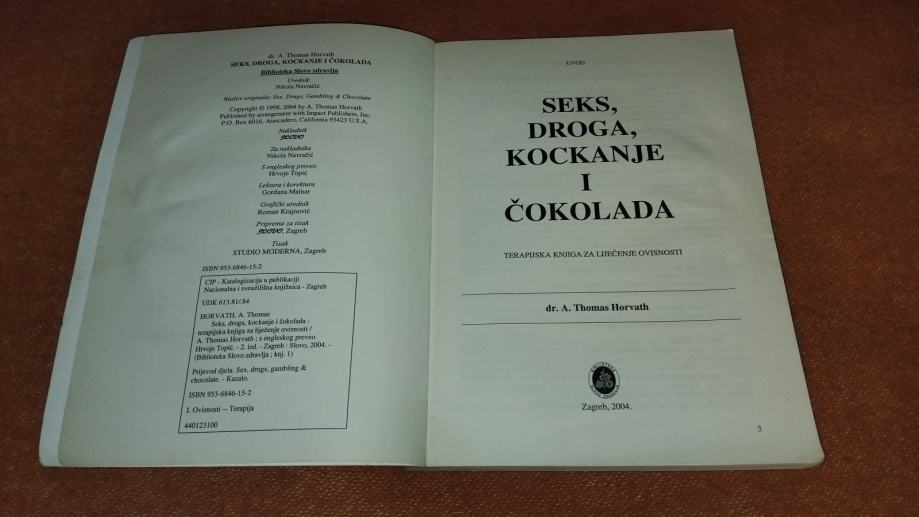 dr. A. Thomas Horvath
SEKS, DROGA, KOCKANJE I ČOKOLADA
Biblioteka Slovo zdravlja
Urednik
Nikola Navračić
Naslov originala: Sex, Drugs, Gambling & Chocolate
Copyright © 1998, 2004 by A. Thomas Horvath
Published by arrangement with Impact Publishers, Inc.
P.O. Box 6016, Atascadero, California 93423 U.S.A.
Nakladnik
SLOVO
Za nakladnika
Nikola Navračić
S engleskog preveo
Hrvoje Topić
Lektura i korektura
Gordana Malnar
Grafički urednik
Roman Krajnović
Priprema za tisak
SLOVO, Zagreb
Tisak
STUDIO MODERNA, Zagreb
ISBN 953-6846-15-2
CIP - Katalogizacija u publikaciji
Nacionalna i sveučilišna knjižnica - Zagreb
UDK 613.81/.84
HORVATH, A. Thomas
Seks, droga, kockanje i čokolada :
terapijska knjiga za liječenje ovisnosti /
A. Thomas Horvath ; s engleskog preveo
Hrvoje Topić. - 2. izd. - Zagreb : Slovo, 2004. -
(Biblioteka Slovo zdravlja ; knj. 1)
Prijevod djela: Sex, drugs, gambling &
chocolate. - Kazalo.
ISBN 953-6846-15-2
I. Ovisnosti -- Terapija
440123100
UVOD
SEKS,
DROGA,
KOCKANJE
I
ČOKOLADA
TERAPIJSKA KNJIGA ZA LIJEČENJE OVISNOSTI
dr. A. Thomas Horvath
Zagreb, 2004.
3